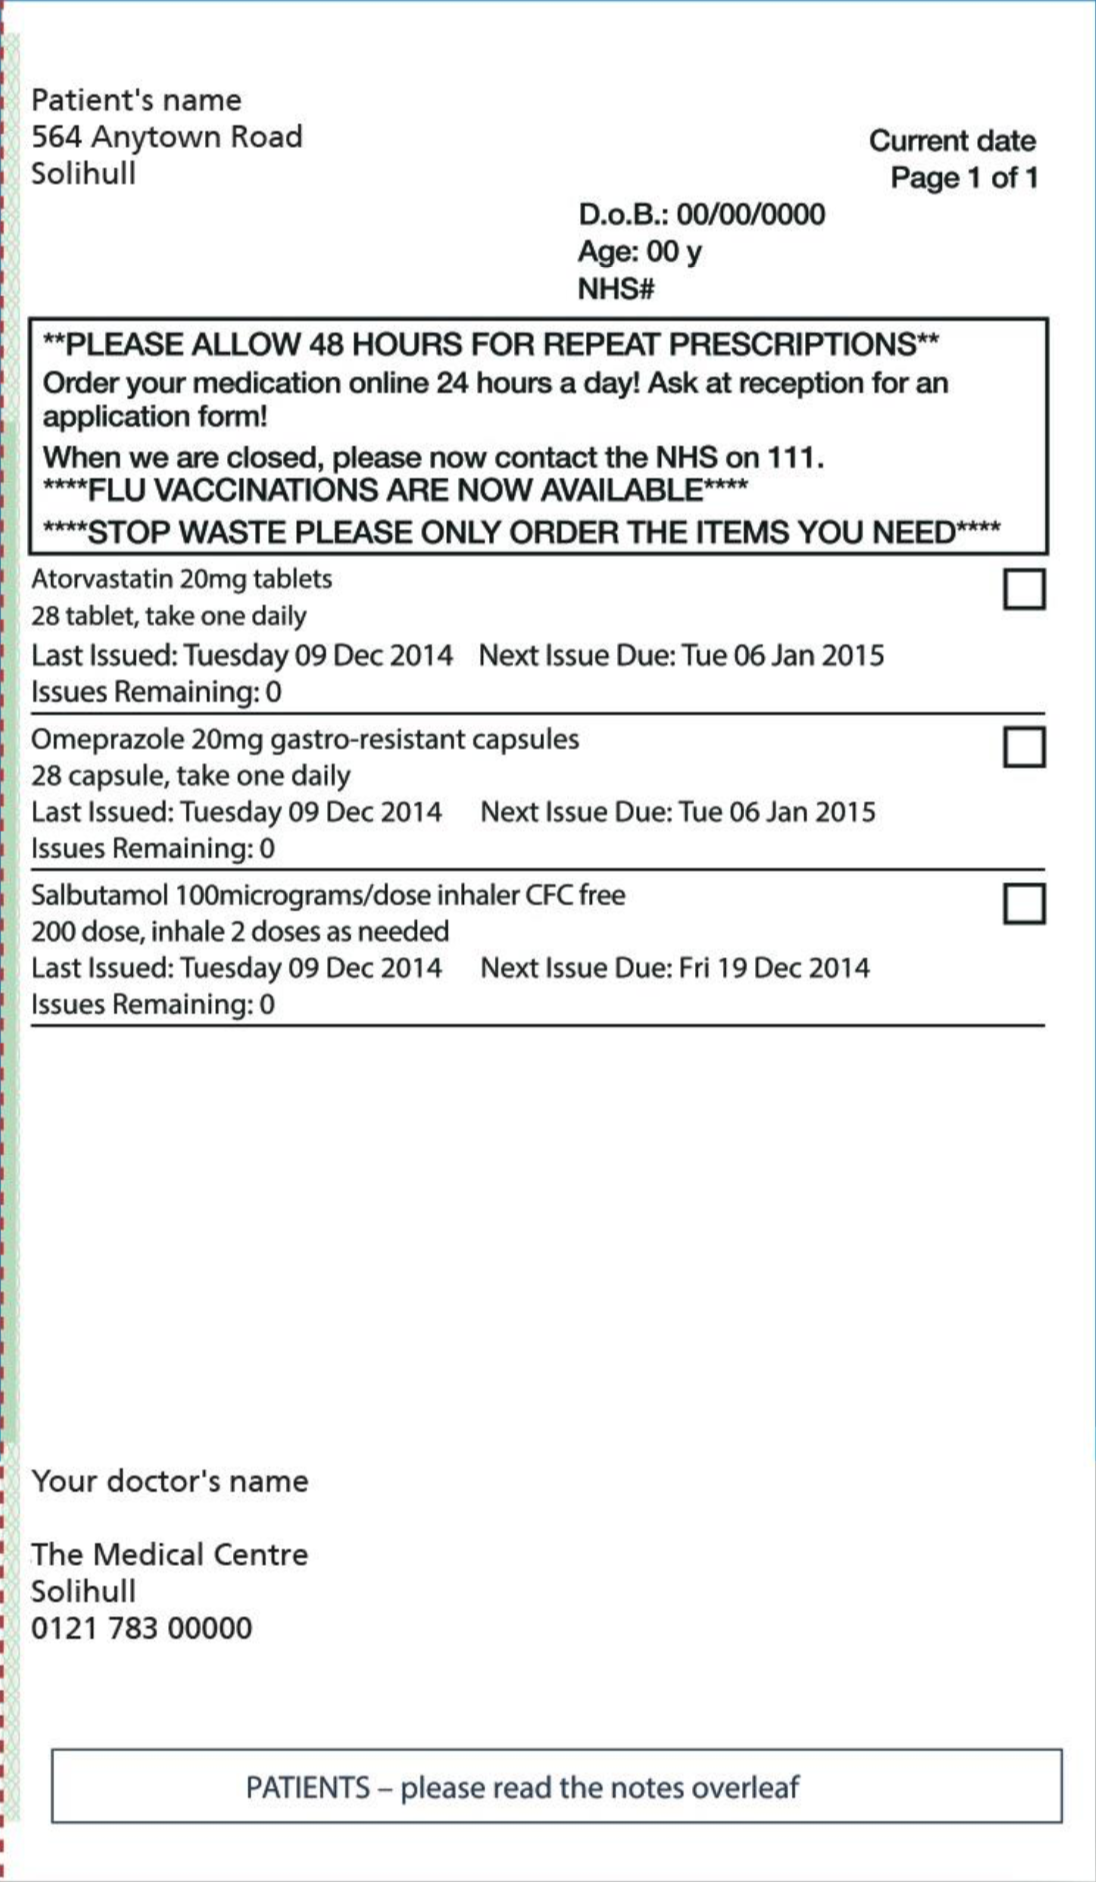 Patient's name
564 Anytown Road
Solihull
Current date
Page 1 of 1
D.o.B.: 00/00/0000
Age: 00 y
NHS#
**PLEASE ALLOW 48 HOURS FOR REPEAT PRESCRIPTIONS**
Order your medication online 24 hours a day! Ask at reception for an
application form!
When we are closed, please now contact the NHS on 111.
****FLU VACCINATIONS ARE NOW AVAILABLE****
****STOP WASTE PLEASE ONLY ORDER THE ITEMS YOU NEED****
Atorvastatin 20mg tablets
28 tablet, take one daily
Last Issued: Tuesday 09 Dec 2014 Next Issue Due: Tue 06 Jan 2015
Issues Remaining: 0
Omeprazole 20mg gastro-resistant capsules
28 capsule, take one daily
Last Issued: Tuesday 09 Dec 2014 Next Issue Due: Tue 06 Jan 2015
Issues Remaining: 0
Salbutamol 100micrograms/dose inhaler CFC free
200 dose, inhale 2 doses as needed
Last Issued: Tuesday 09 Dec 2014 Next Issue Due: Fri 19 Dec 2014
Issues Remaining: 0
Your doctor's name
The Medical Centre
Solihull
0121 783 00000
PATIENTS – please read the notes overleaf